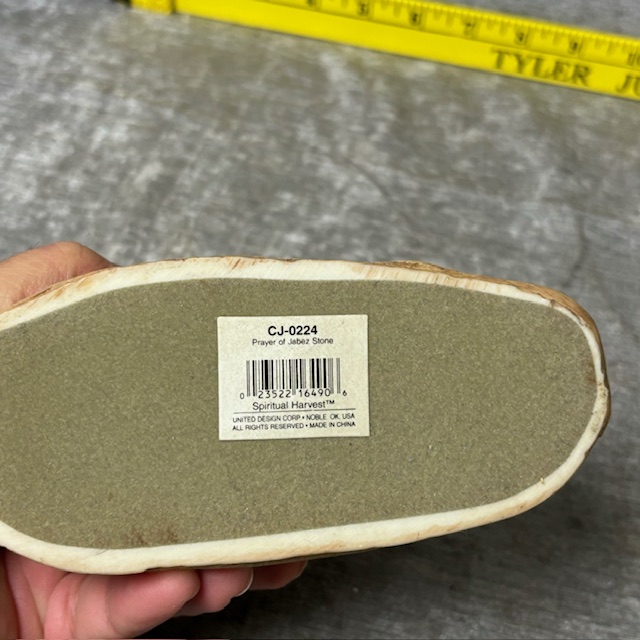 TYLER
CJ-0224
Prayer of Jabez Stone
0 23522 16490 6
Spiritual Harvest™
UNITED DESIGN CORP • NOBLE OK, USA
ALL RIGHTS RESERVED • MADE IN CHINA